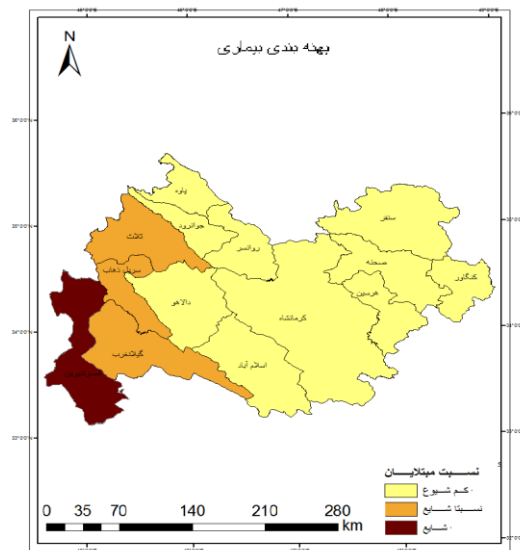 پهنه بندی بیماری
N
پاوه
جوانرود
روانسر
ثلاث
سرپل ذهاب
دالاهو
گیلانغرب
اسلام آباد
کرمانشاه
سنقر
صحنه
هرسین
کنگاور
نسبت مبتلایان
کم شیوع
نسبتا شایع
شایع
0 35 70 140 210 280
km